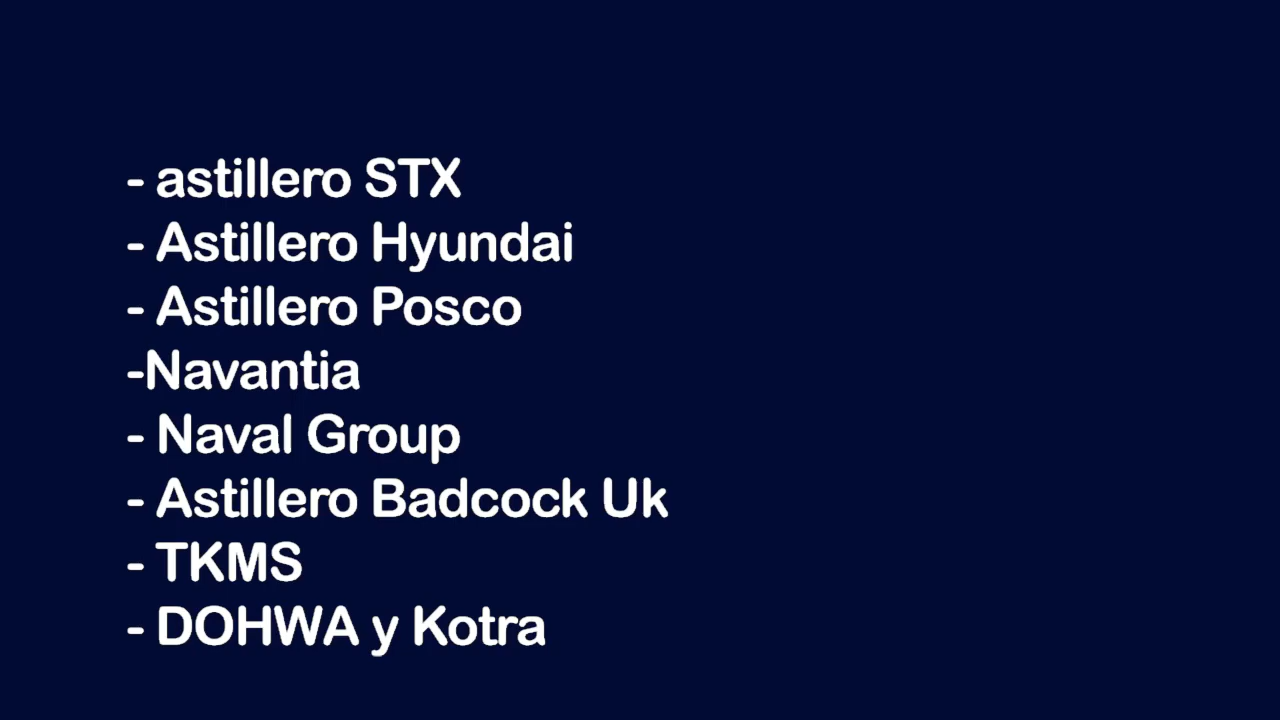 - astillero STX
- Astillero Hyundai
- Astillero Posco
-Navantia
- Naval Group
- Astillero Badcock Uk
- TKMS
- DOHWA y Kotra